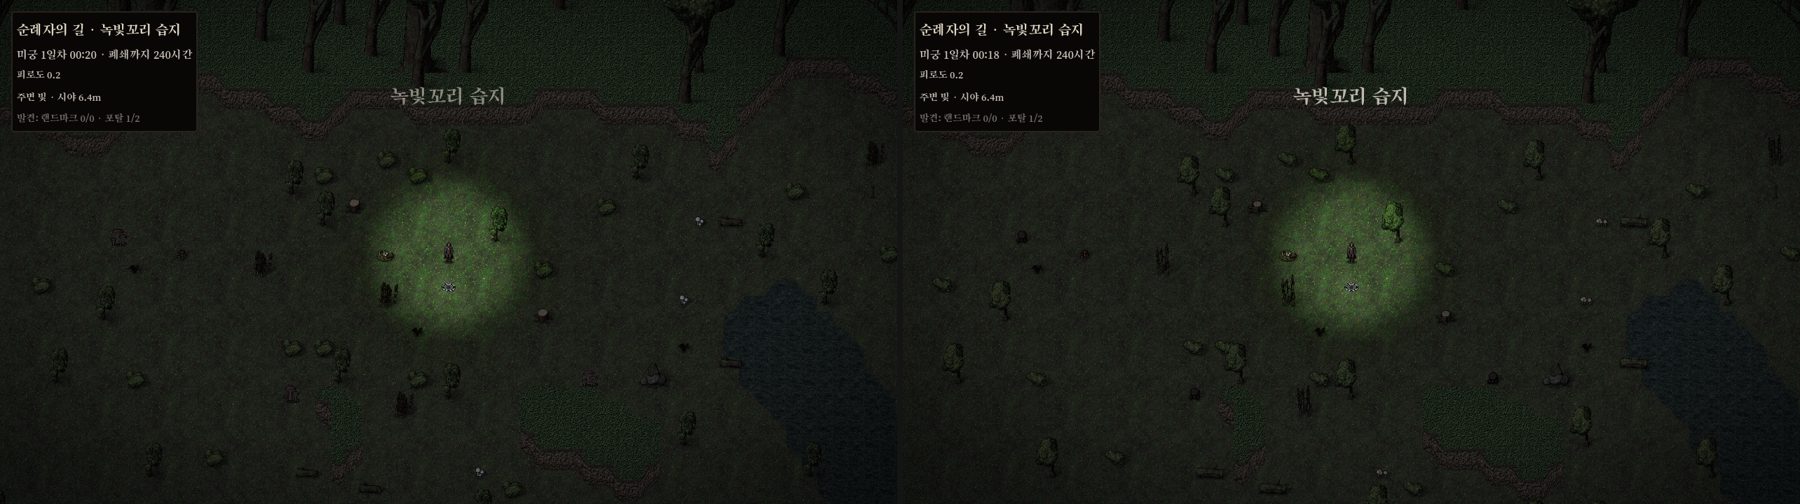 순례자의 길 · 녹빛꼬리 습지
미궁 1일차 00:20 · 폐쇄까지 240시간
피로도 0.2
주변 빛 · 시야 6.4m
발견: 랜드마크 0/0 · 포탈 1/2
녹빛꼬리 습지
순례자의 길 · 녹빛꼬리 습지
미궁 1일차 00:18 · 폐쇄까지 240시간
피로도 0.2
주변 빛 · 시야 6.4m
발견: 랜드마크 0/0 · 포탈 1/2
녹빛꼬리 습지